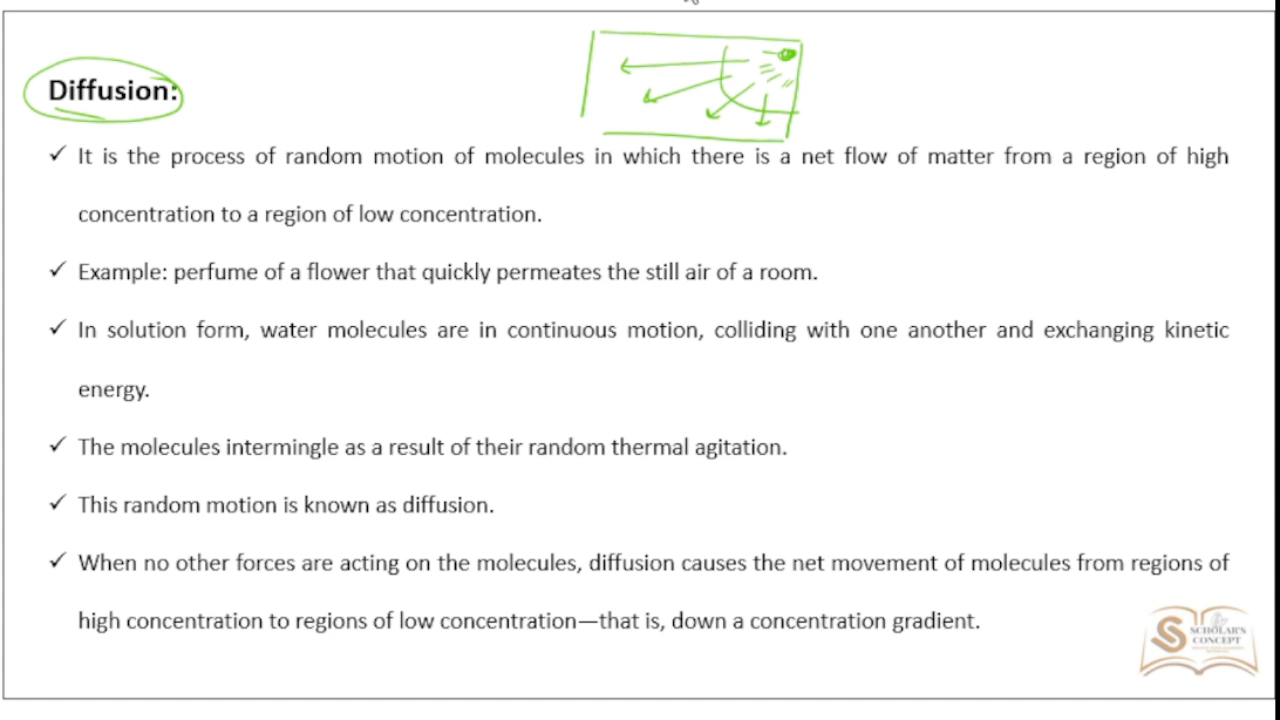 Diffusion:
✓ It is the process of random motion of molecules in which there is a net flow of matter from a region of high
concentration to a region of low concentration.
✓ Example: perfume of a flower that quickly permeates the still air of a room.
✓ In solution form, water molecules are in continuous motion, colliding with one another and exchanging kinetic
energy.
✓ The molecules intermingle as a result of their random thermal agitation.
✓ This random motion is known as diffusion.
✓ When no other forces are acting on the molecules, diffusion causes the net movement of molecules from regions of
high concentration to regions of low concentration—that is, down a concentration gradient.
SCHOLAR'S
CONCEPT